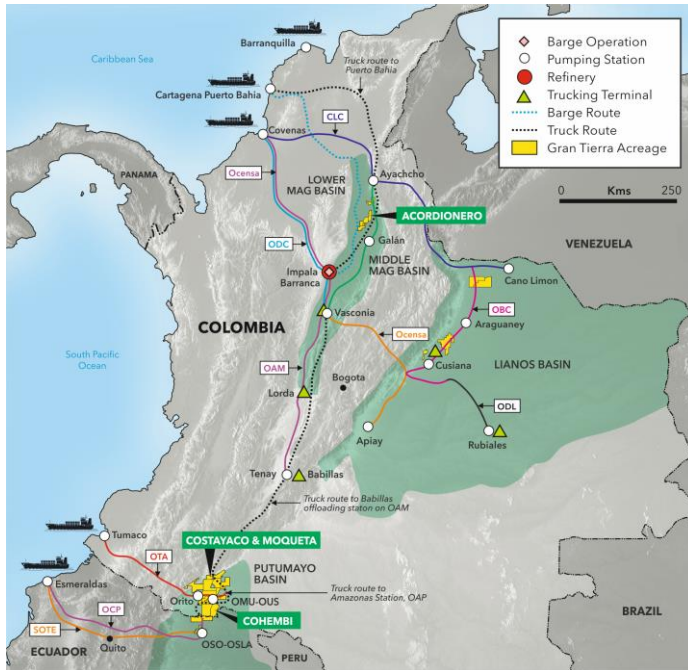 Caribbean Sea
Barranquilla
Truck route to
Puerto Bahia
Cartagena Puerto Bahía
Covenas
CLC
Barge Operation
Pumping Station
Refinery
Trucking Terminal
Barge Route
Truck Route
Gran Tierra Acreage
0
Kms
250
PANAMA
Ocensa
LOWER
MAG BASIN
Ayachcho
ACORDIONERO
Galán
ODC
MIDDLE
MAG BASIN
VENEZUELA
Impala
Barranca
Cano Limon
COLOMBIA
Vasconia
OBC
Araguaney
Ocensa
South Pacific
Ocean
OAM
Cusiana
LIANOS BASIN
Bogota
Lorda
ODL
Apiay
Rubiales
Tenay
Babillas
Truck route to Babillas
offloading staton on OAM
Tumaco
COSTAYACO & MOQUETA
OTA
PUTUMAYO
BASIN
Esmeraldas
Orito
OMU-OUS
Truck route to
Amazonas Station, OAP
OCP
COHEMBI
BRAZIL
SOTE
Quito
OSO-OSLA
ECUADOR
PERU